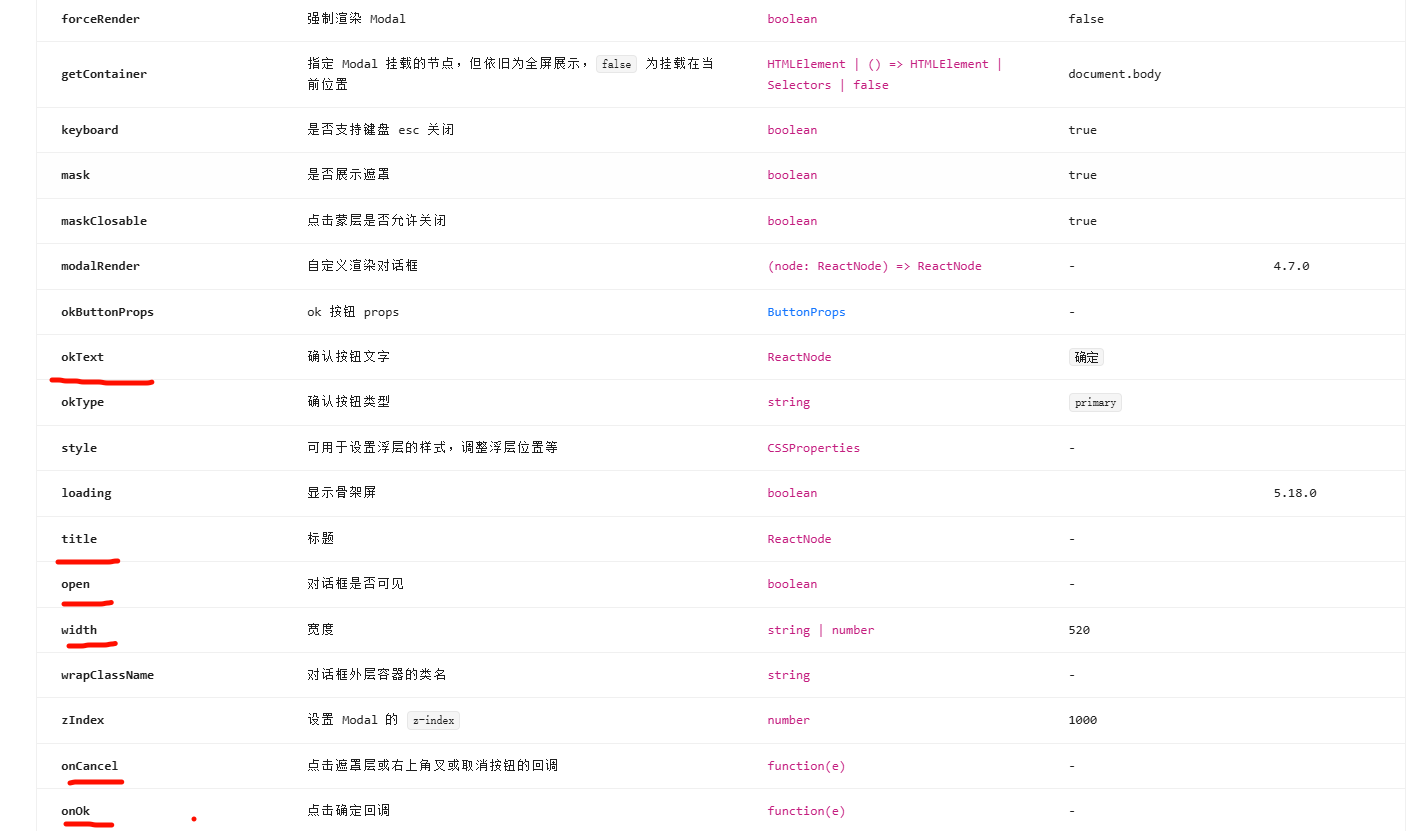 forceRender 强制渲染 Modal boolean false
getContainer 指定 Modal 挂载的节点，但依旧为全屏展示，false 为挂载在当 HTMLElement | () => HTMLElement | document.body
前位置 Selectors | false
keyboard 是否支持键盘 esc 关闭 boolean true
mask 是否展示遮罩 boolean true
maskClosable 点击蒙层是否允许关闭 boolean true
modalRender 自定义渲染对话框 (node: ReactNode) => ReactNode - 4.7.0
okButtonProps ok 按钮 props ButtonProps -
okText 确认按钮文字 ReactNode 确定
okType 确认按钮类型 string primary
style 可用于设置浮层的样式，调整浮层位置等 CSSProperties -
loading 显示骨架屏 boolean 5.18.0
title 标题 ReactNode -
open 对话框是否可见 boolean -
width 宽度 string | number 520
wrapClassName 对话框外层容器的类名 string -
zIndex 设置 Modal 的 z-index number 1000
onCancel 点击遮罩层或右上角叉或取消按钮的回调 function(e) -
onOk 点击确定回调 function(e) -